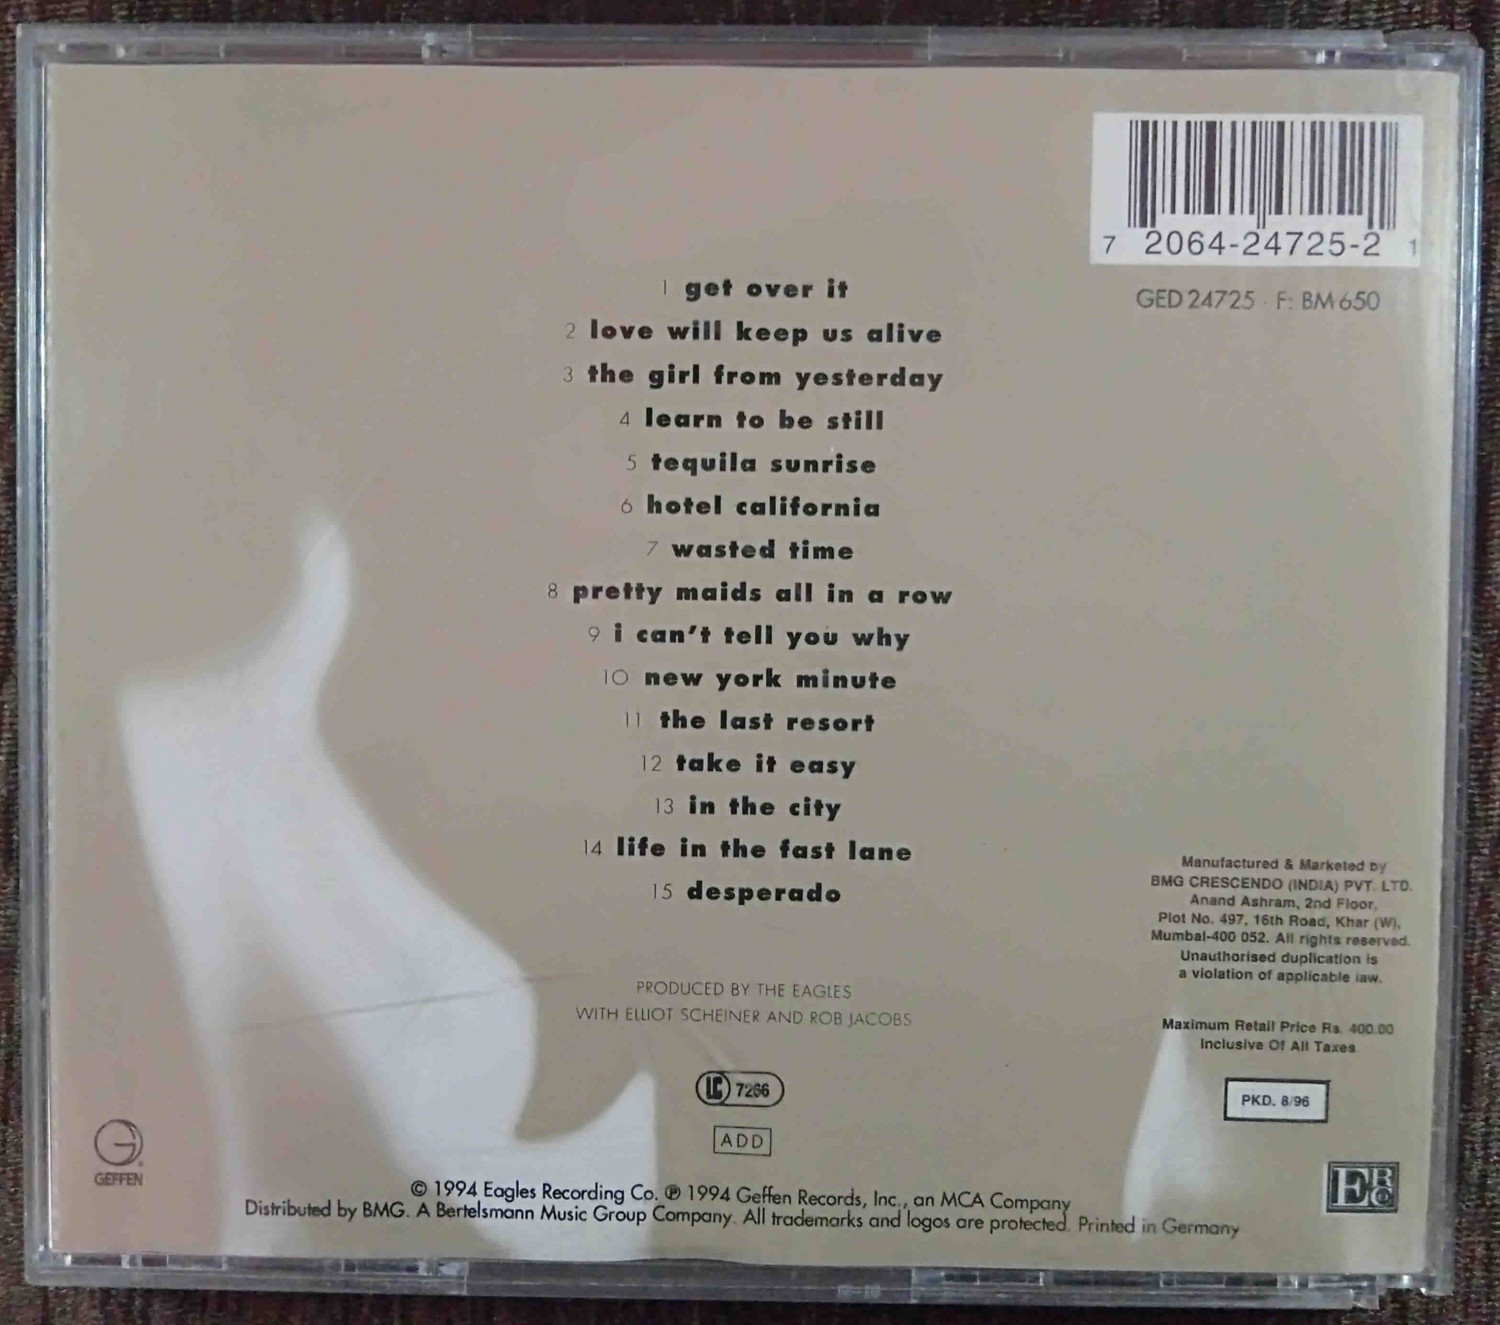 7 2064-24725-2 1
GED 24725 · F: BM 650
1 get over it
2 love will keep us alive
3 the girl from yesterday
4 learn to be still
5 tequila sunrise
6 hotel california
7 wasted time
8 pretty maids all in a row
9 i can't tell you why
10 new york minute
11 the last resort
12 take it easy
13 in the city
14 life in the fast lane
15 desperado
Manufactured & Marketed by
BMG CRESCENDO (INDIA) PVT. LTD.
Anand Ashram, 2nd Floor,
Plot No. 497, 16th Road, Khar (W),
Mumbai-400 052. All rights reserved.
Unauthorised duplication is
a violation of applicable law.
PRODUCED BY THE EAGLES
WITH ELLIOT SCHEINER AND ROB JACOBS
Maximum Retail Price Rs. 400.00
Inclusive Of All Taxes
LC 7266
PKD. 8/96
ADD
G
GEFFEN
ERC
© 1994 Eagles Recording Co. ℗ 1994 Geffen Records, Inc., an MCA Company
Distributed by BMG. A Bertelsmann Music Group Company. All trademarks and logos are protected. Printed in Germany